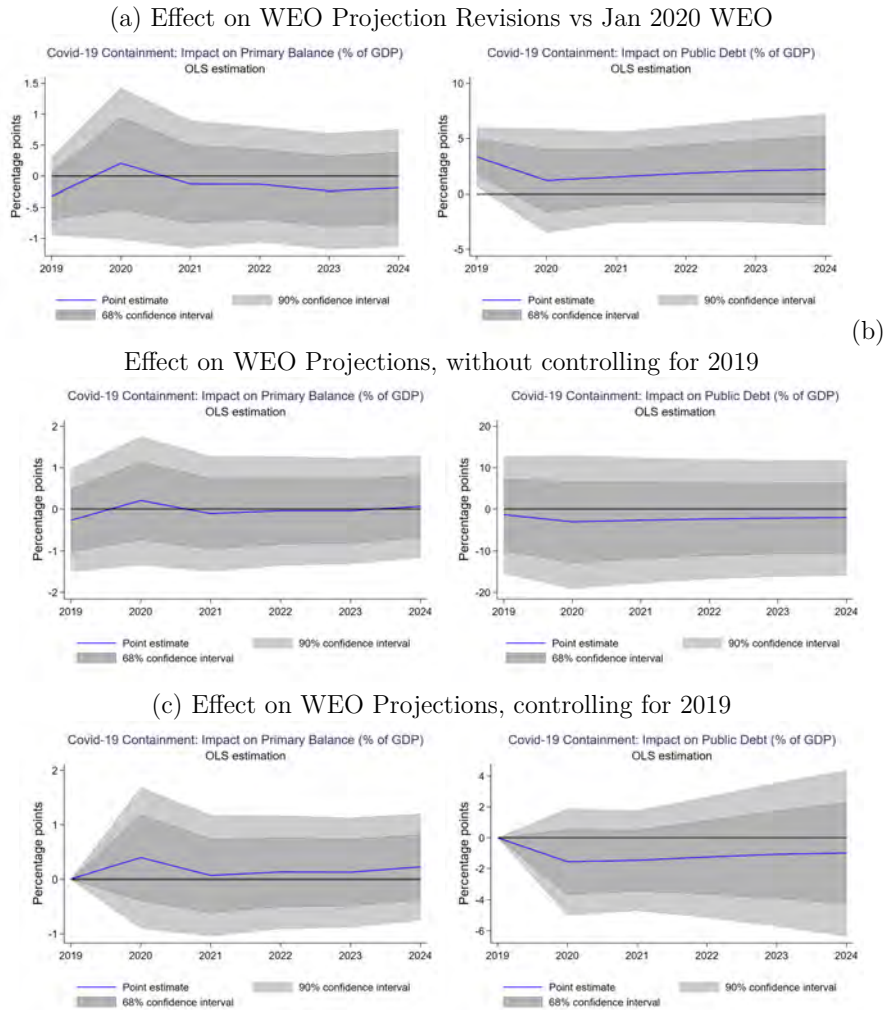 (a) Effect on WEO Projection Revisions vs Jan 2020 WEO
Covid-19 Containment: Impact on Primary Balance (% of GDP)
OLS estimation
Percentage points
1.5
1
.5
0
-.5
-1
2019 2020 2021 2022 2023 2024
Point estimate
90% confidence interval
68% confidence interval
Covid-19 Containment: Impact on Public Debt (% of GDP)
OLS estimation
Percentage points
10
5
0
-5
2019 2020 2021 2022 2023 2024
Point estimate
90% confidence interval
68% confidence interval
(b)
Effect on WEO Projections, without controlling for 2019
Covid-19 Containment: Impact on Primary Balance (% of GDP)
OLS estimation
Percentage points
2
1
0
-1
-2
2019 2020 2021 2022 2023 2024
Point estimate
90% confidence interval
68% confidence interval
Covid-19 Containment: Impact on Public Debt (% of GDP)
OLS estimation
Percentage points
20
10
0
-10
-20
2019 2020 2021 2022 2023 2024
Point estimate
90% confidence interval
68% confidence interval
(c) Effect on WEO Projections, controlling for 2019
Covid-19 Containment: Impact on Primary Balance (% of GDP)
OLS estimation
Percentage points
2
1
0
-1
2019 2020 2021 2022 2023 2024
Point estimate
90% confidence interval
68% confidence interval
Covid-19 Containment: Impact on Public Debt (% of GDP)
OLS estimation
Percentage points
4
2
0
-2
-4
-6
2019 2020 2021 2022 2023 2024
Point estimate
90% confidence interval
68% confidence interval